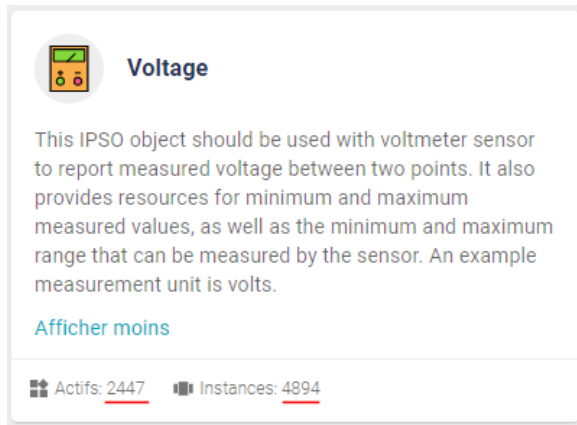 Voltage
This IPSO object should be used with voltmeter sensor
to report measured voltage between two points. It also
provides resources for minimum and maximum
measured values, as well as the minimum and maximum
range that can be measured by the sensor. An example
measurement unit is volts.
Afficher moins
Actifs: 2447 Instances: 4894